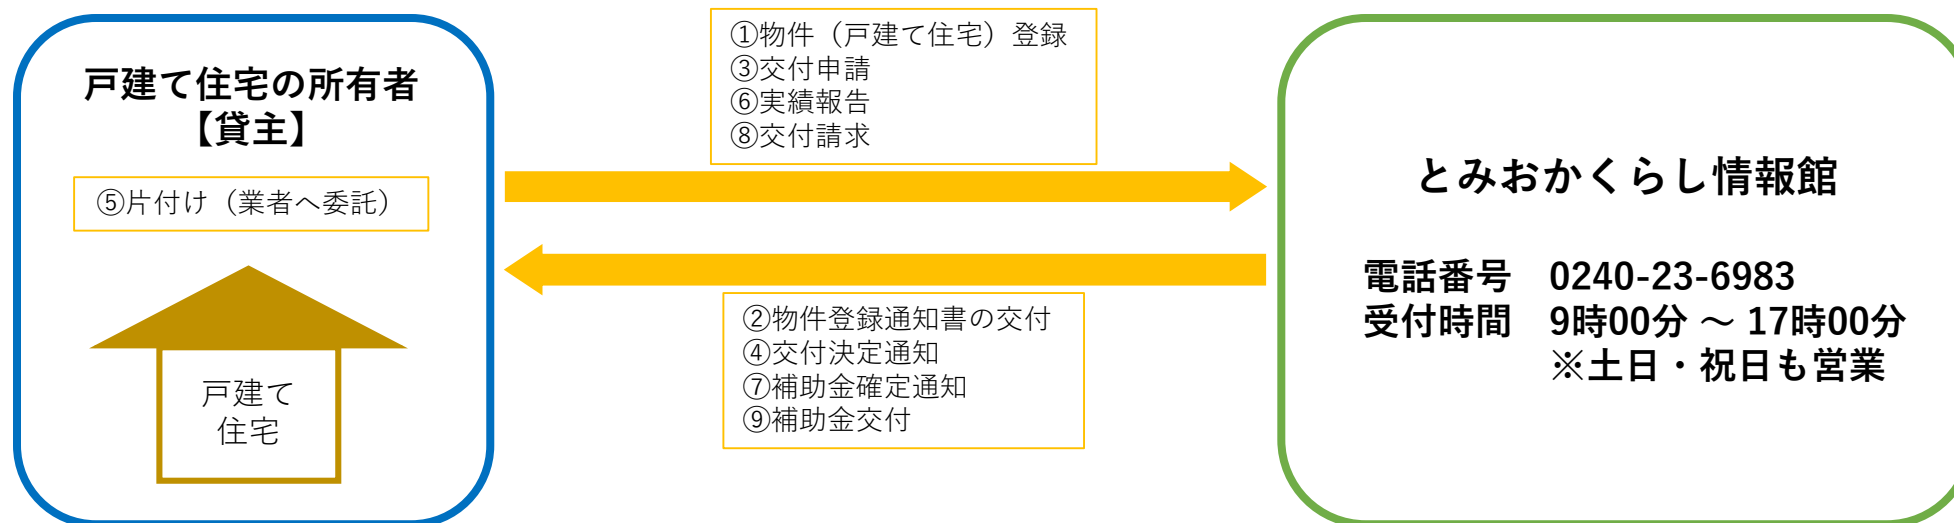 戸建て住宅の所有者
【貸主】
⑤片付け（業者へ委託）
戸建て
住宅
①物件（戸建て住宅）登録
③交付申請
⑥実績報告
⑧交付請求
②物件登録通知書の交付
④交付決定通知
⑦補助金確定通知
⑨補助金交付
とみおかくらし情報館
電話番号　0240-23-6983
受付時間　9時00分 ～ 17時00分
※土日・祝日も営業